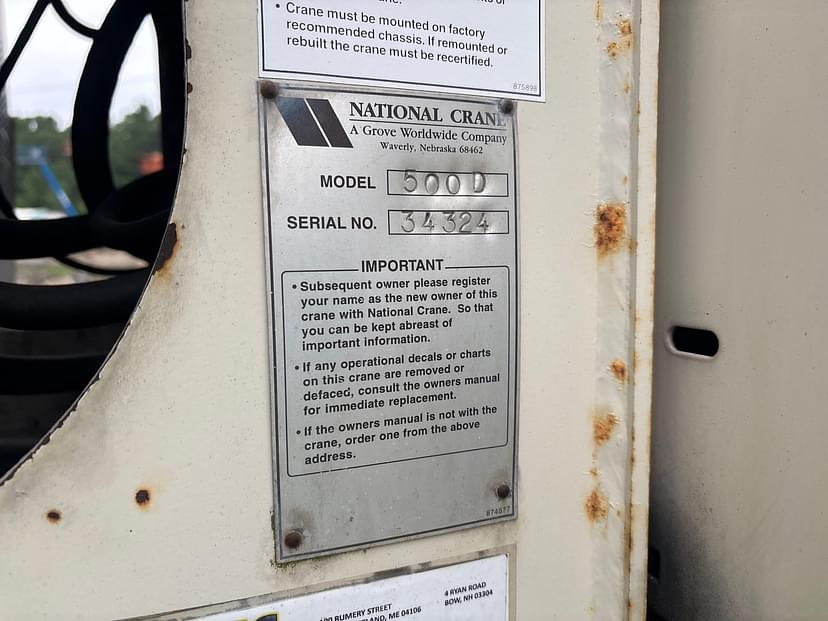 • Crane must be mounted on factory
recommended chassis. If remounted or
rebuilt the crane must be recertified.
875898
NATIONAL CRANE
A Grove Worldwide Company
Waverly, Nebraska 68462
MODEL 500D
SERIAL NO. 34324
IMPORTANT
• Subsequent owner please register
your name as the new owner of this
crane with National Crane. So that
you can be kept abreast of
important information.
• If any operational decals or charts
on this crane are removed or
defaced, consult the owners manual
for immediate replacement.
• If the owners manual is not with the
crane, order one from the above
address.
874077
RUMERY STREET
ME 04106
4 RYAN ROAD
BOW, NH 03304